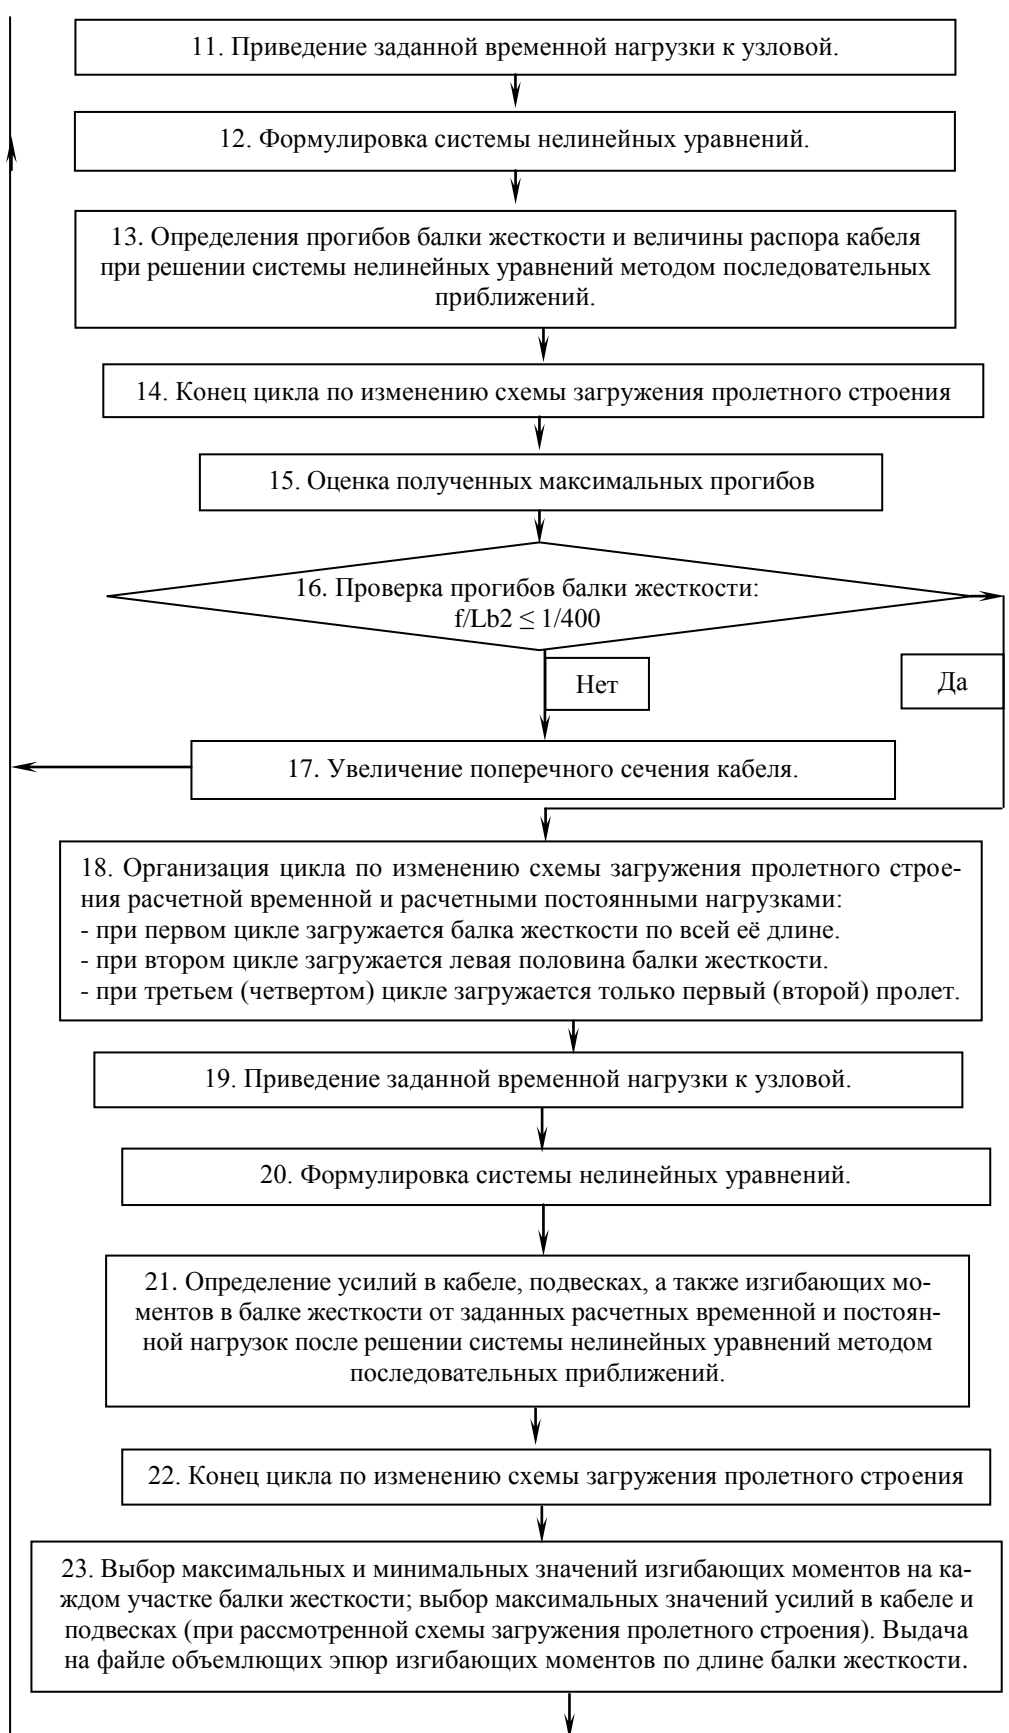 11. Приведение заданной временной нагрузки к узловой.
12. Формулировка системы нелинейных уравнений.
13. Определения прогибов балки жесткости и величины распора кабеля
при решении системы нелинейных уравнений методом последовательных
приближений.
14. Конец цикла по изменению схемы загружения пролетного строения
15. Оценка полученных максимальных прогибов
16. Проверка прогибов балки жесткости:
f/Lb2 ≤ 1/400
Нет
Да
17. Увеличение поперечного сечения кабеля.
18. Организация цикла по изменению схемы загружения пролетного строе-
ния расчетной временной и расчетными постоянными нагрузками:
- при первом цикле загружается балка жесткости по всей её длине.
- при втором цикле загружается левая половина балки жесткости.
- при третьем (четвертом) цикле загружается только первый (второй) пролет.
19. Приведение заданной временной нагрузки к узловой.
20. Формулировка системы нелинейных уравнений.
21. Определение усилий в кабеле, подвесках, а также изгибающих мо-
ментов в балке жесткости от заданных расчетных временной и постоян-
ной нагрузок после решении системы нелинейных уравнений методом
последовательных приближений.
22. Конец цикла по изменению схемы загружения пролетного строения
23. Выбор максимальных и минимальных значений изгибающих моментов на ка-
ждом участке балки жесткости; выбор максимальных значений усилий в кабеле и
подвесках (при рассмотренной схемы загружения пролетного строения). Выдача
на файле объемлющих эпюр изгибающих моментов по длине балки жесткости.